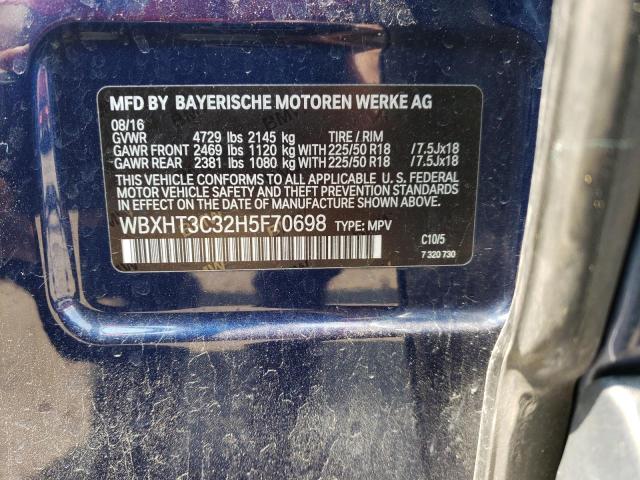 MFD BY BAYERISCHE MOTOREN WERKE AG
08/16
GVWR 4729 lbs 2145 kg TIRE / RIM
GAWR FRONT 2469 lbs 1120 kg WITH 225/50 R18 /7.5Jx18
GAWR REAR 2381 lbs 1080 kg WITH 225/50 R18 /7.5Jx18
THIS VEHICLE CONFORMS TO ALL APPLICABLE U. S. FEDERAL
MOTOR VEHICLE SAFETY, BUMPER, AND THEFT PREVENTION
STANDARDS IN EFFECT ON THE DATE OF MANUFACTURE SHOWN ABOVE.
WBXHT3C32H5F70698 TYPE: MPV
C10/5
7 320 730